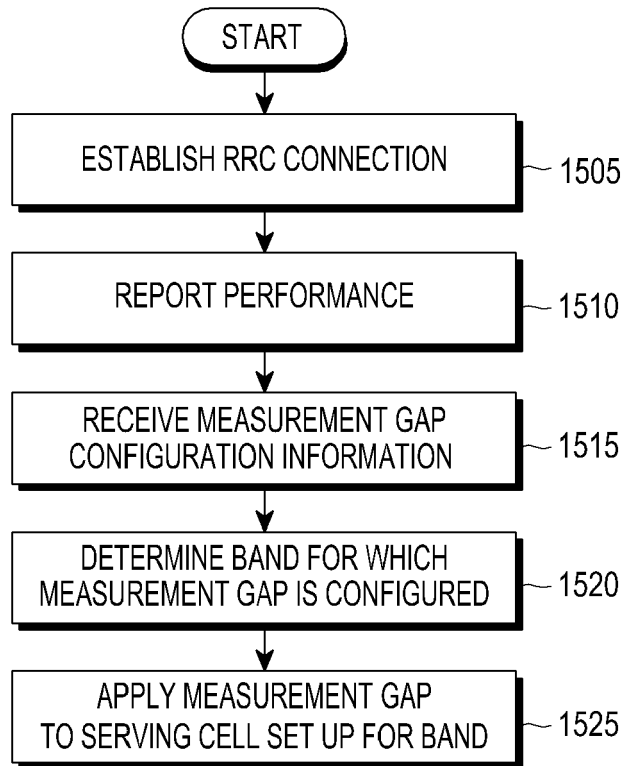 START
ESTABLISH RRC CONNECTION
1505
REPORT PERFORMANCE
1510
RECEIVE MEASUREMENT GAP
CONFIGURATION INFORMATION
1515
DETERMINE BAND FOR WHICH
MEASUREMENT GAP IS CONFIGURED
1520
APPLY MEASUREMENT GAP
TO SERVING CELL SET UP FOR BAND
1525